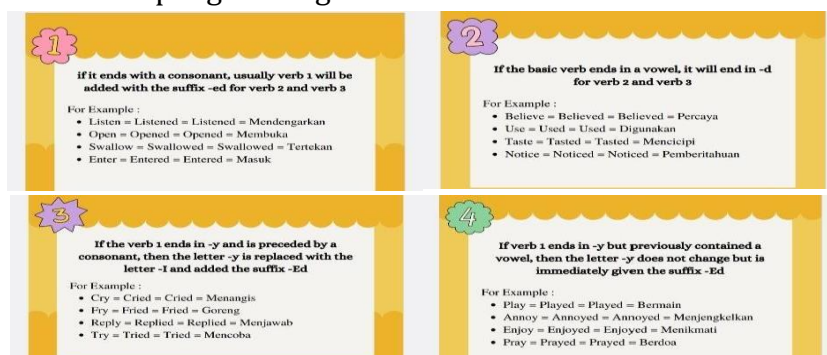 1
if it ends with a consonant, usually verb 1 will be
added with the suffix -ed for verb 2 and verb 3
For Example :
• Listen = Listened = Listened = Mendengarkan
• Open = Opened = Opened = Membuka
• Swallow = Swallowed = Swallowed = Tertekan
• Enter = Entered = Entered = Masuk
2
If the basic verb ends in a vowel, it will end in -d
for verb 2 and verb 3
For Example :
• Believe = Believed = Believed = Percaya
• Use = Used = Used = Digunakan
• Taste = Tasted = Tasted = Mencicipi
• Notice = Noticed = Noticed = Pemberitahuan
3
If the verb 1 ends in -y and is preceded by a
consonant, then the letter -y is replaced with the
letter -I and added the suffix -Ed
For Example :
• Cry = Cried = Cried = Menangis
• Fry = Fried = Fried = Goreng
• Reply = Replied = Replied = Menjawab
• Try = Tried = Tried = Mencoba
4
If verb 1 ends in -y but previously contained a
vowel, then the letter -y does not change but is
immediately given the suffix -Ed
For Example :
• Play = Played = Played = Bermain
• Annoy = Annoyed = Annoyed = Menjengkelkan
• Enjoy = Enjoyed = Enjoyed = Menikmati
• Pray = Prayed = Prayed = Berdoa